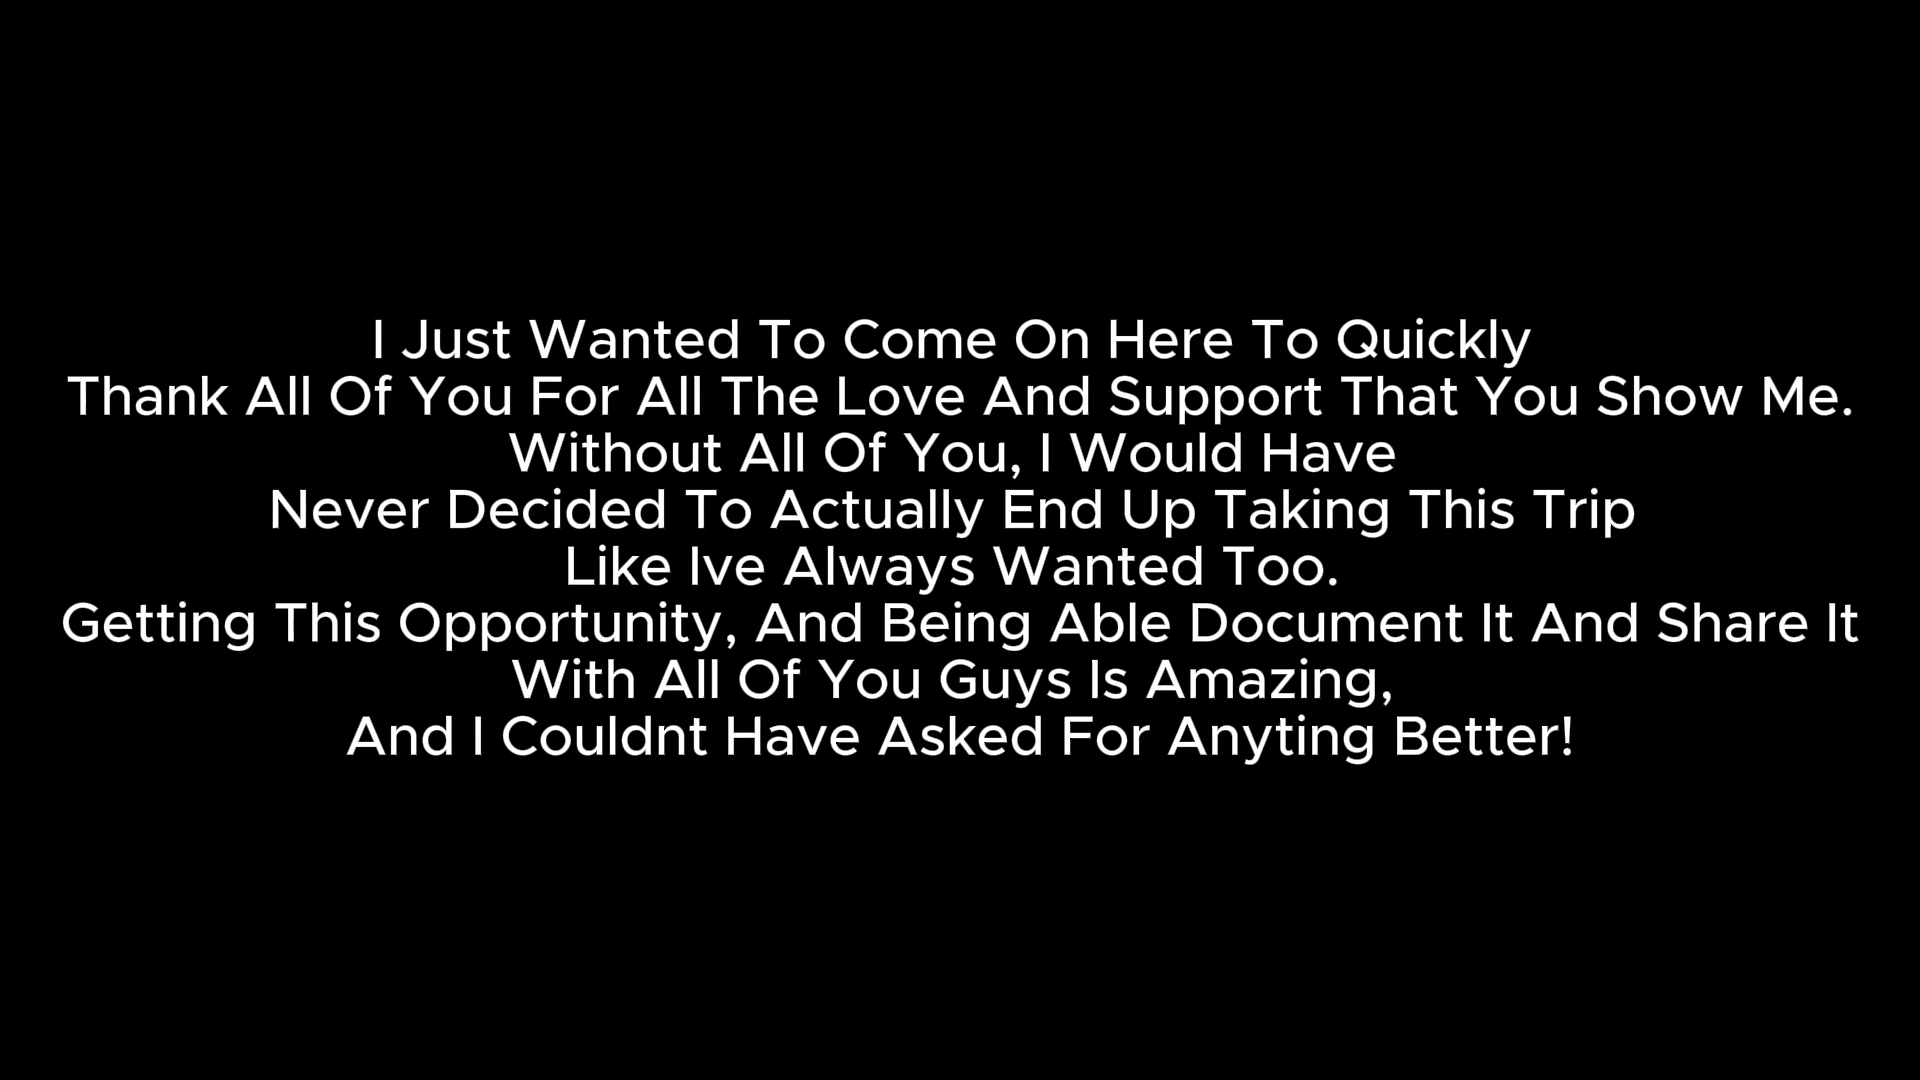 I Just Wanted To Come On Here To Quickly
Thank All Of You For All The Love And Support That You Show Me.
Without All Of You, I Would Have
Never Decided To Actually End Up Taking This Trip
Like Ive Always Wanted Too.
Getting This Opportunity, And Being Able Document It And Share It
With All Of You Guys Is Amazing,
And I Couldnt Have Asked For Anyting Better!